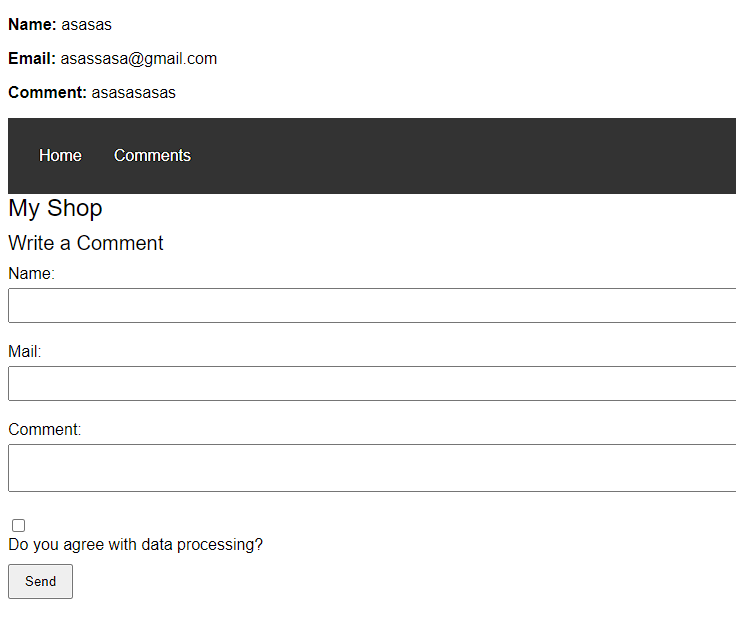 Name: asasas
Email: asassasa@gmail.com
Comment: asasasasas
Home Comments
My Shop
Write a Comment
Name:
Mail:
Comment:
Do you agree with data processing?
Send